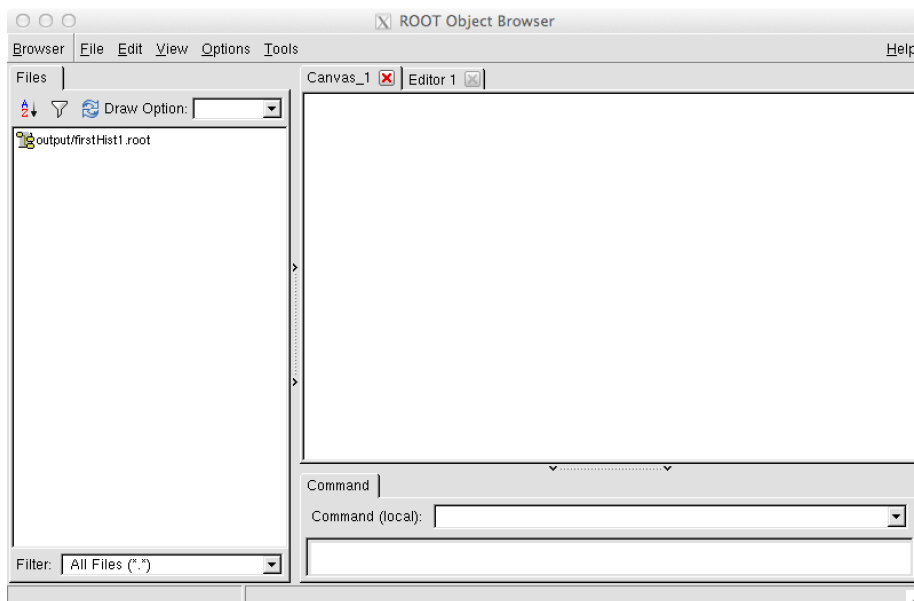 ROOT Object Browser
Browser File Edit View Options Tools Help
Files
Canvas_1 Editor 1
Draw Option:
output/firstHist1.root
Command
Command (local):
Filter: All Files (*.*)